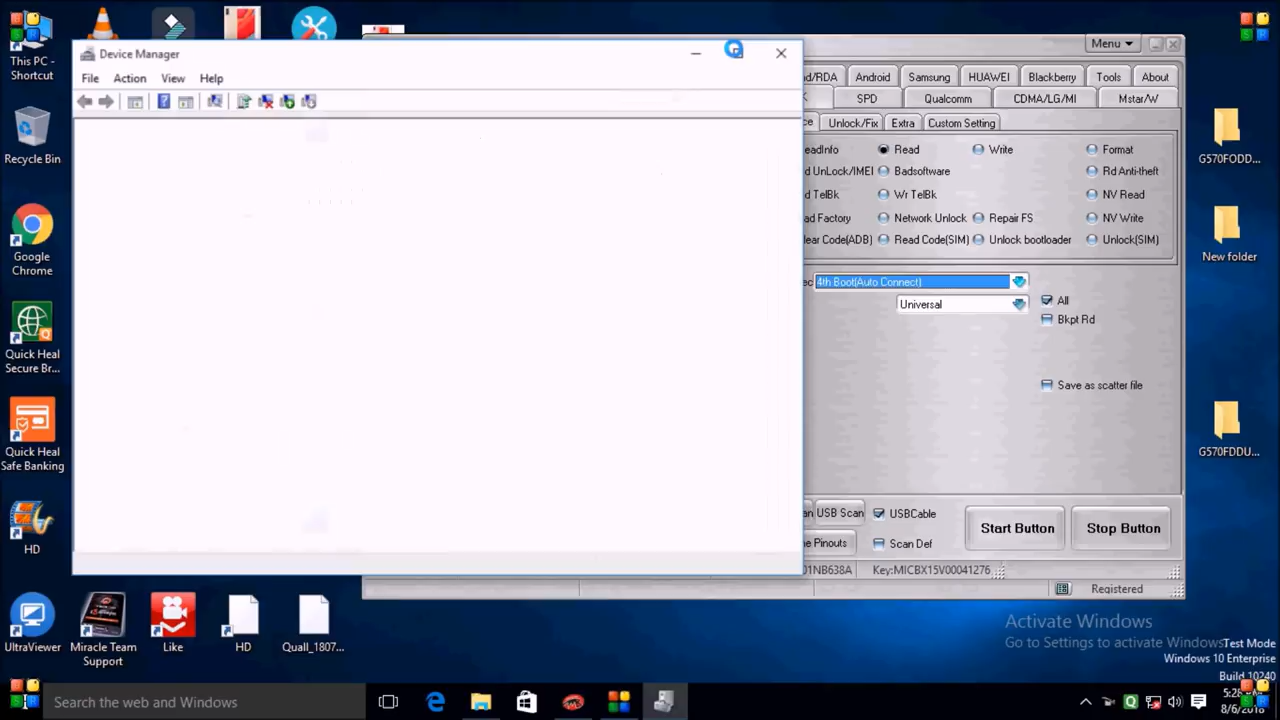 This PC -
Shortcut
Recycle Bin
Google
Chrome
Quick Heal
Secure Br...
Quick Heal
Safe Banking
HD
UltraViewer
Miracle Team
Support
Like
HD
Quall_1807...
Device Manager
File Action View Help
Menu
Android Samsung HUAWEI Blackberry Tools About
SPD Qualcomm CDMA/LG/MI Mstar/W
Unlock/Fix Extra Custom Setting
Read Write Format
UnLock/IMEI Badsoftware Rd Anti-theft
TelBk Wr TelBk NV Read
Factory Network Unlock Repair FS NV Write
Code(ADB) Read Code(SIM) Unlock bootloader Unlock(SIM)
4th Boot(Auto Connect)
Universal
All
Bkpt Rd
Save as scatter file
USB Scan USBCable
Pinouts Scan Def
Start Button Stop Button
01NB638A Key:MICBX15V00041276
Registered
G570FODD...
New folder
G570FDDU...
Activate Windows
Go to Settings to activate Windows
Test Mode
Windows 10 Enterprise
Build 10240
Search the web and Windows
8/6/2018